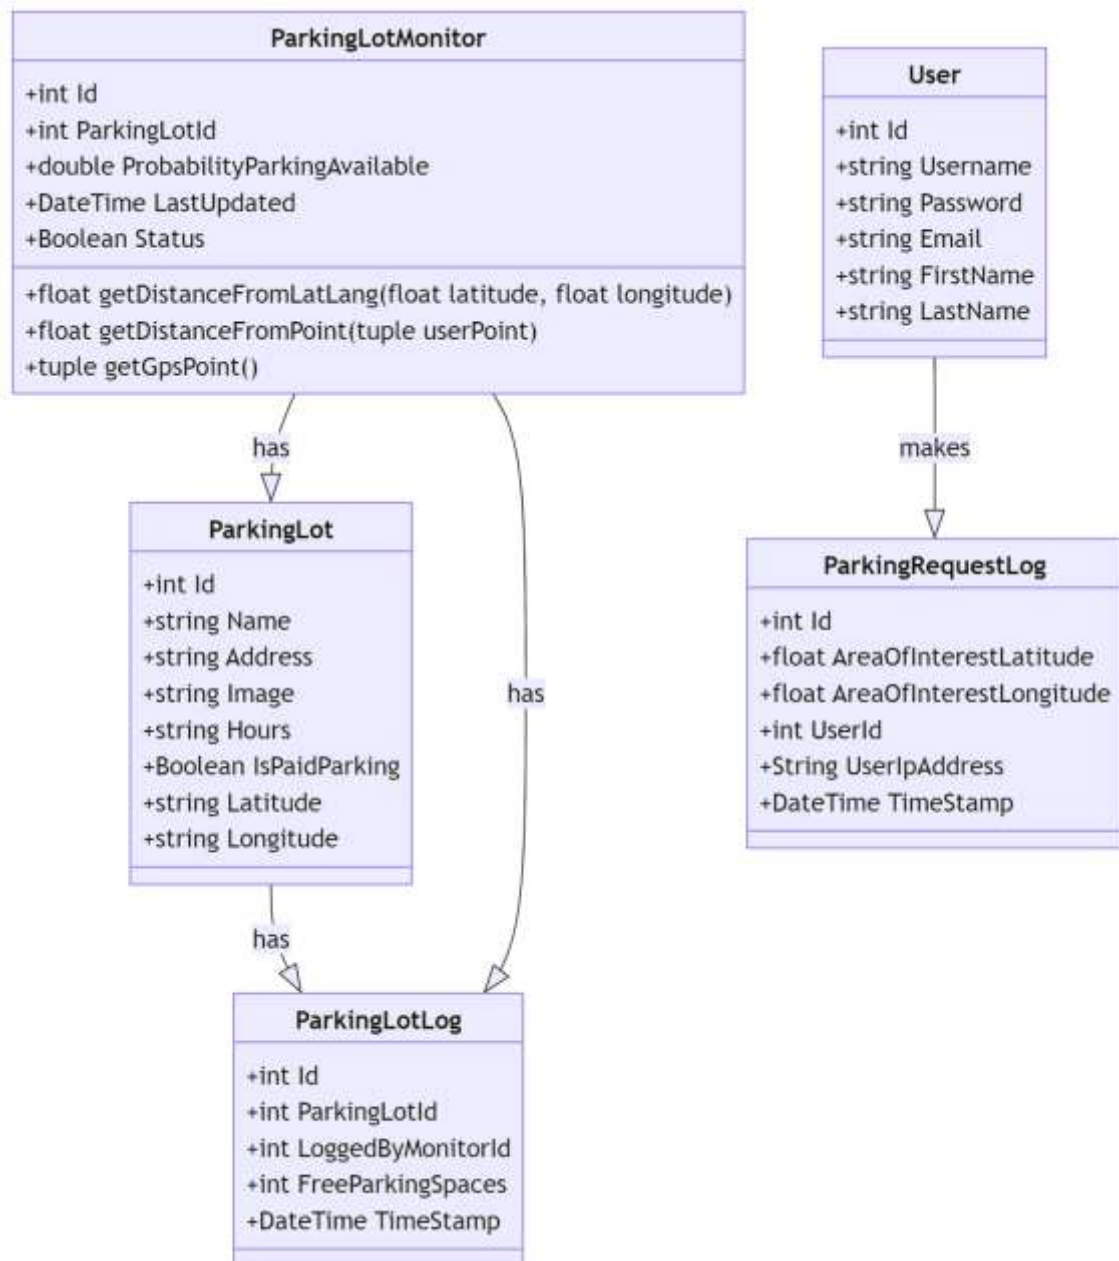 ParkingLotMonitor
+int Id
+int ParkingLotId
+double ProbabilityParkingAvailable
+DateTime LastUpdated
+Boolean Status
+float getDistanceFromLatLang(float latitude, float longitude)
+float getDistanceFromPoint(tuple userPoint)
+tuple getGpsPoint()
User
+int Id
+string Username
+string Password
+string Email
+string FirstName
+string LastName
has
makes
ParkingLot
+int Id
+string Name
+string Address
+string Image
+string Hours
+Boolean IsPaidParking
+string Latitude
+string Longitude
has
ParkingRequestLog
+int Id
+float AreaOfInterestLatitude
+float AreaOfInterestLongitude
+int UserId
+String UserIpAddress
+DateTime TimeStamp
has
ParkingLotLog
+int Id
+int ParkingLotId
+int LoggedByMonitorId
+int FreeParkingSpaces
+DateTime TimeStamp